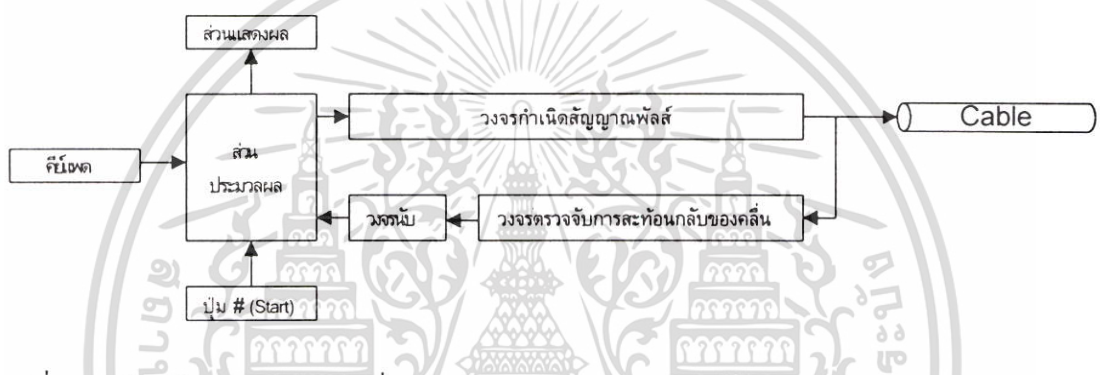 ส่วนแสดงผล
วงจรกำเนิดสัญญาณพัลส์
Cable
คีย์แพด
ส่วน
ประมวลผล
วงจรนับ
วงจรตรวจจับการสะท้อนกลับของคลื่น
ปุ่ม # (Start)